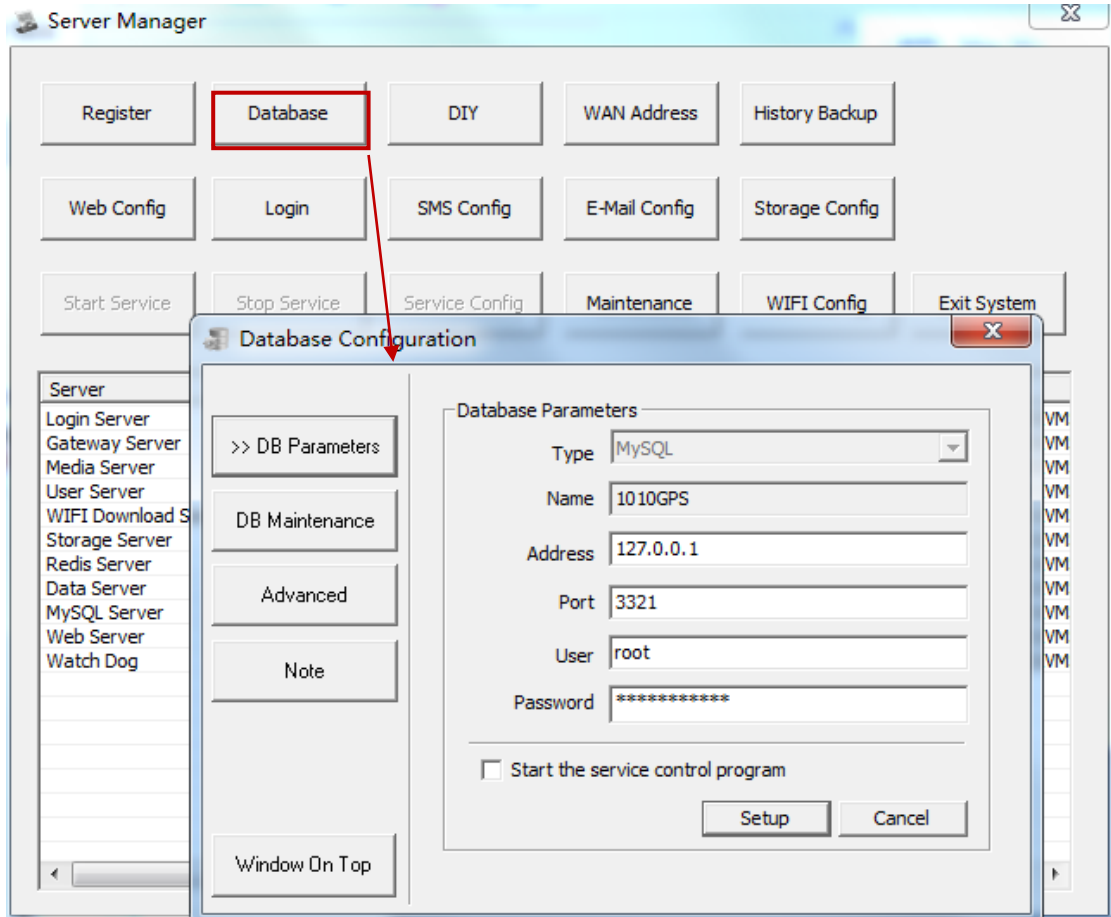 Server Manager
Register Database DIY WAN Address History Backup
Web Config Login SMS Config E-Mail Config Storage Config
Start Service Stop Service Service Config Maintenance WIFI Config Exit System
Database Configuration
Server
Login Server VM
Gateway Server VM
Media Server VM
User Server VM
WIFI Download S VM
Storage Server VM
Redis Server VM
Data Server VM
MySQL Server VM
Web Server VM
Watch Dog VM
>> DB Parameters
DB Maintenance
Advanced
Note
Window On Top
Database Parameters
Type MySQL
Name 1010GPS
Address 127.0.0.1
Port 3321
User root
Password ***********
Start the service control program
Setup Cancel